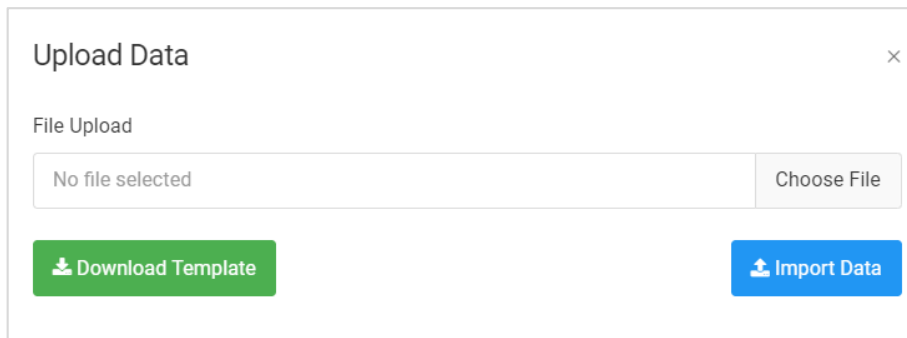 Upload Data
×
File Upload
No file selected
Choose File
Download Template
Import Data